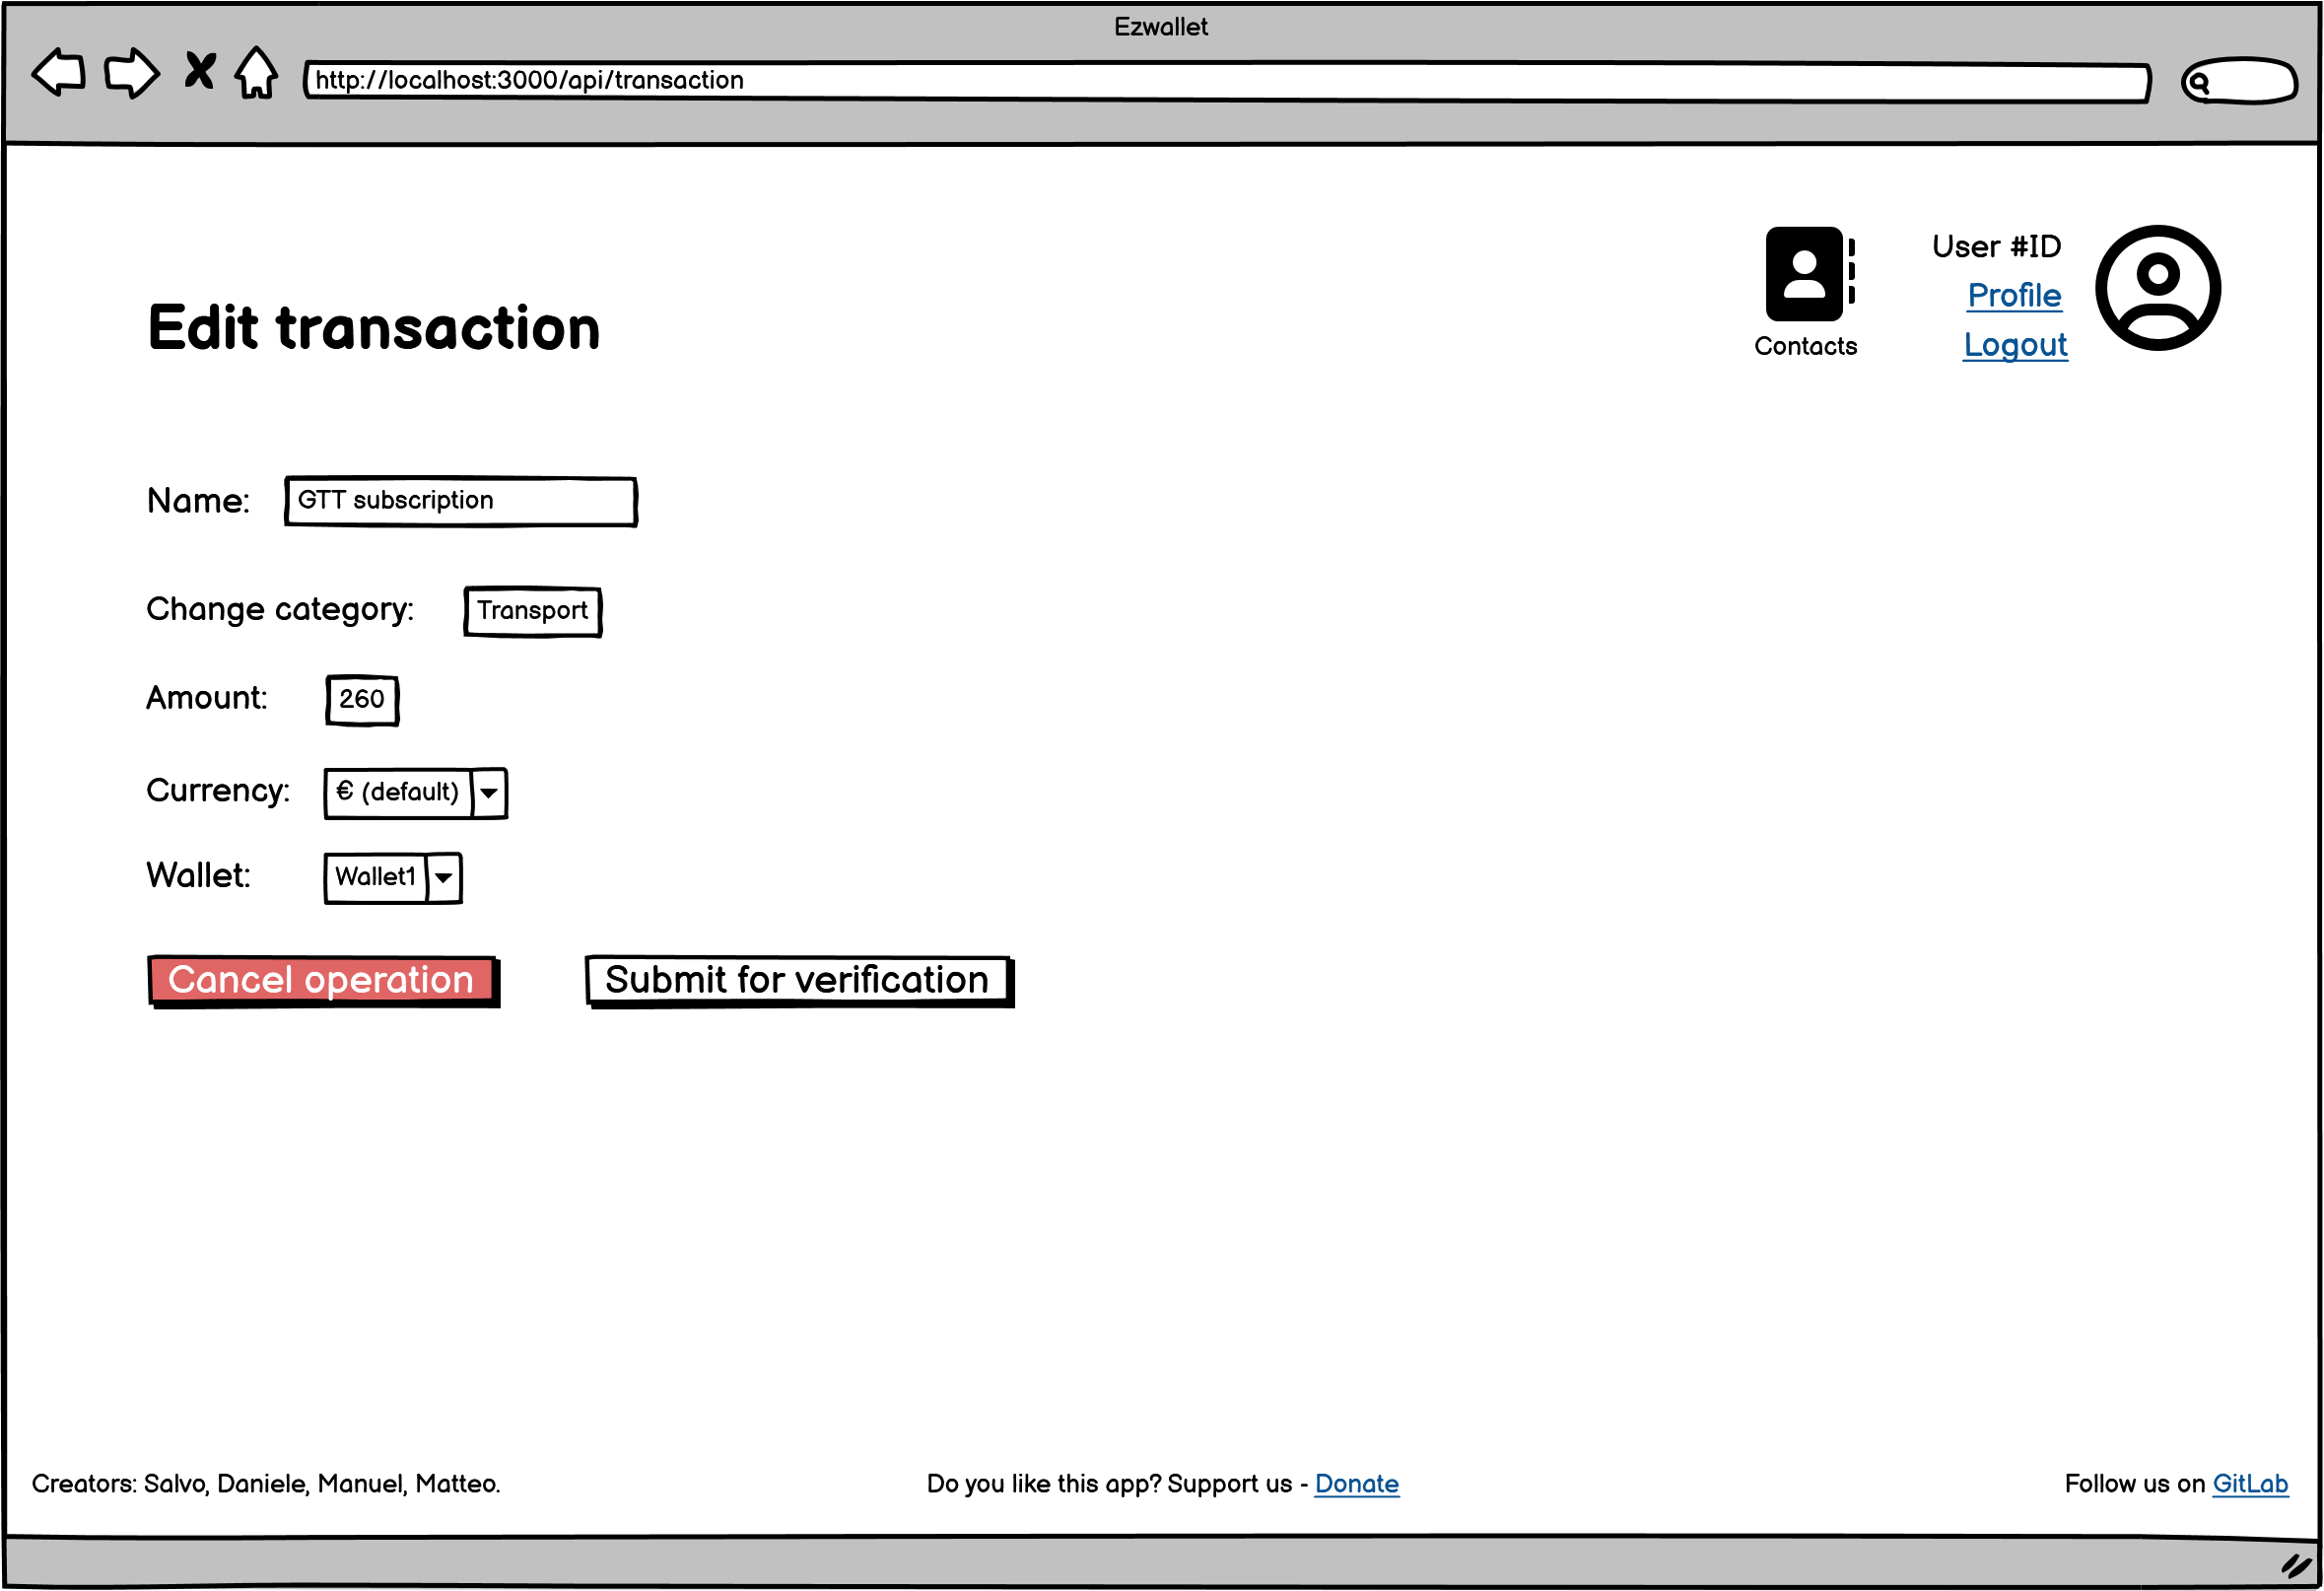 Ezwallet
http://localhost:3000/api/transaction
User #ID
Profile
Logout
Contacts
Edit transaction
Name: GTT subscription
Change category: Transport
Amount: 260
Currency: € (default)
Wallet: Wallet1
Cancel operation Submit for verification
Creators: Salvo, Daniele, Manuel, Matteo. Do you like this app? Support us - Donate Follow us on GitLab